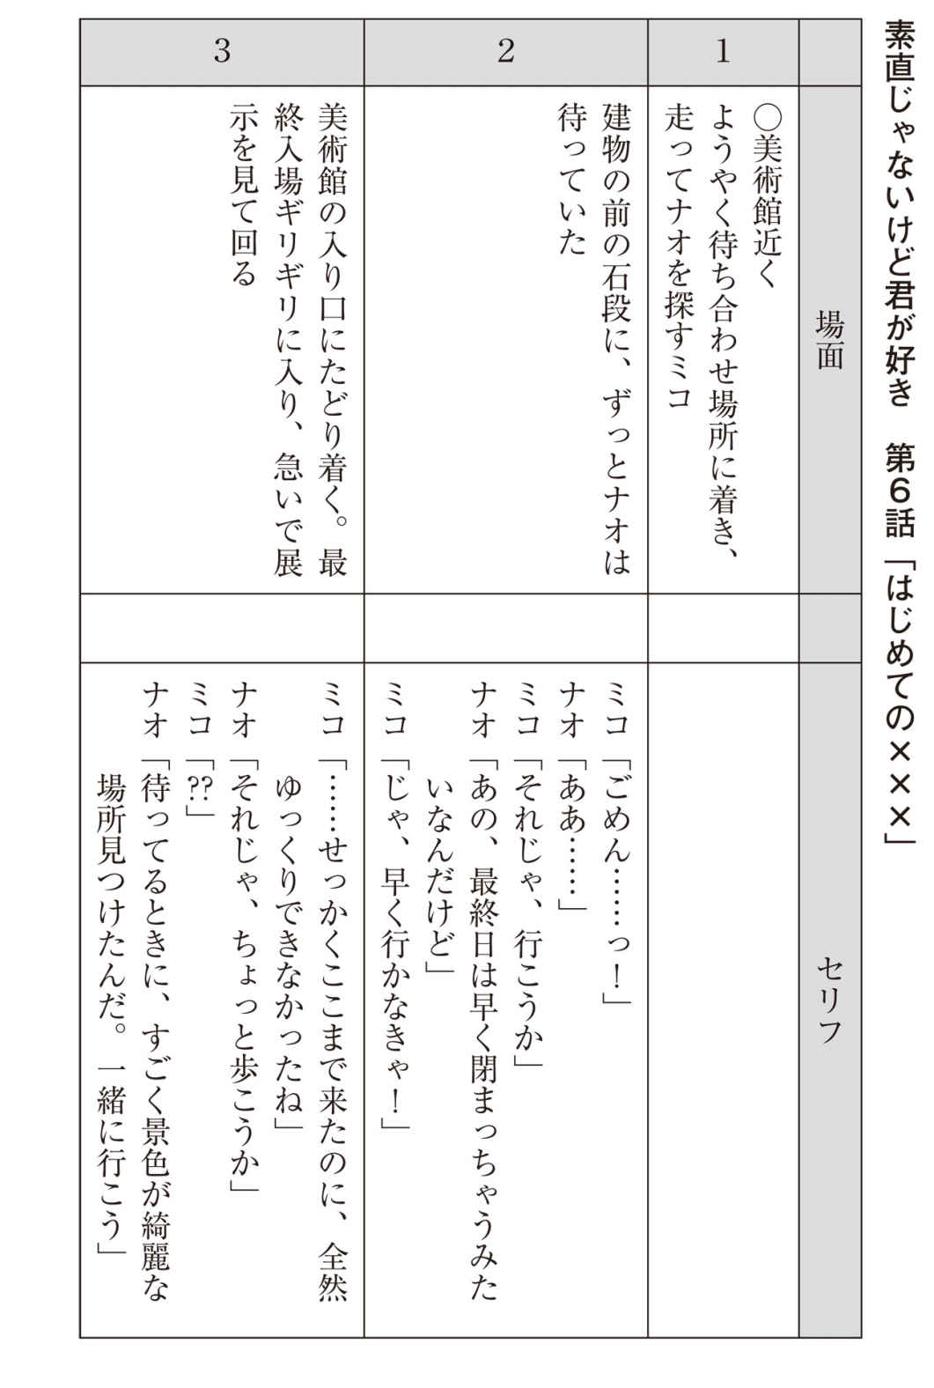 素直じゃないけど君が好き　第6話「はじめての×××」
場面
セリフ
1
○美術館近く
ようやく待ち合わせ場所に着き、
走ってナオを探すミコ
2
建物の前の石段に、ずっとナオは
待っていた
ミコ「ごめん……っ！」
ナオ「ああ……」
ミコ「それじゃ、行こうか」
ナオ「あの、最終日は早く閉まっちゃうみた
いなんだけど」
ミコ「じゃ、早く行かなきゃ！」
3
美術館の入り口にたどり着く。最
終入場ギリギリに入り、急いで展
示を見て回る
ミコ「……せっかくここまで来たのに、全然
ゆっくりできなかったね」
ナオ「それじゃ、ちょっと歩こうか」
ミコ「??」
ナオ「待ってるときに、すごく景色が綺麗な
場所見つけたんだ。一緒に行こう」